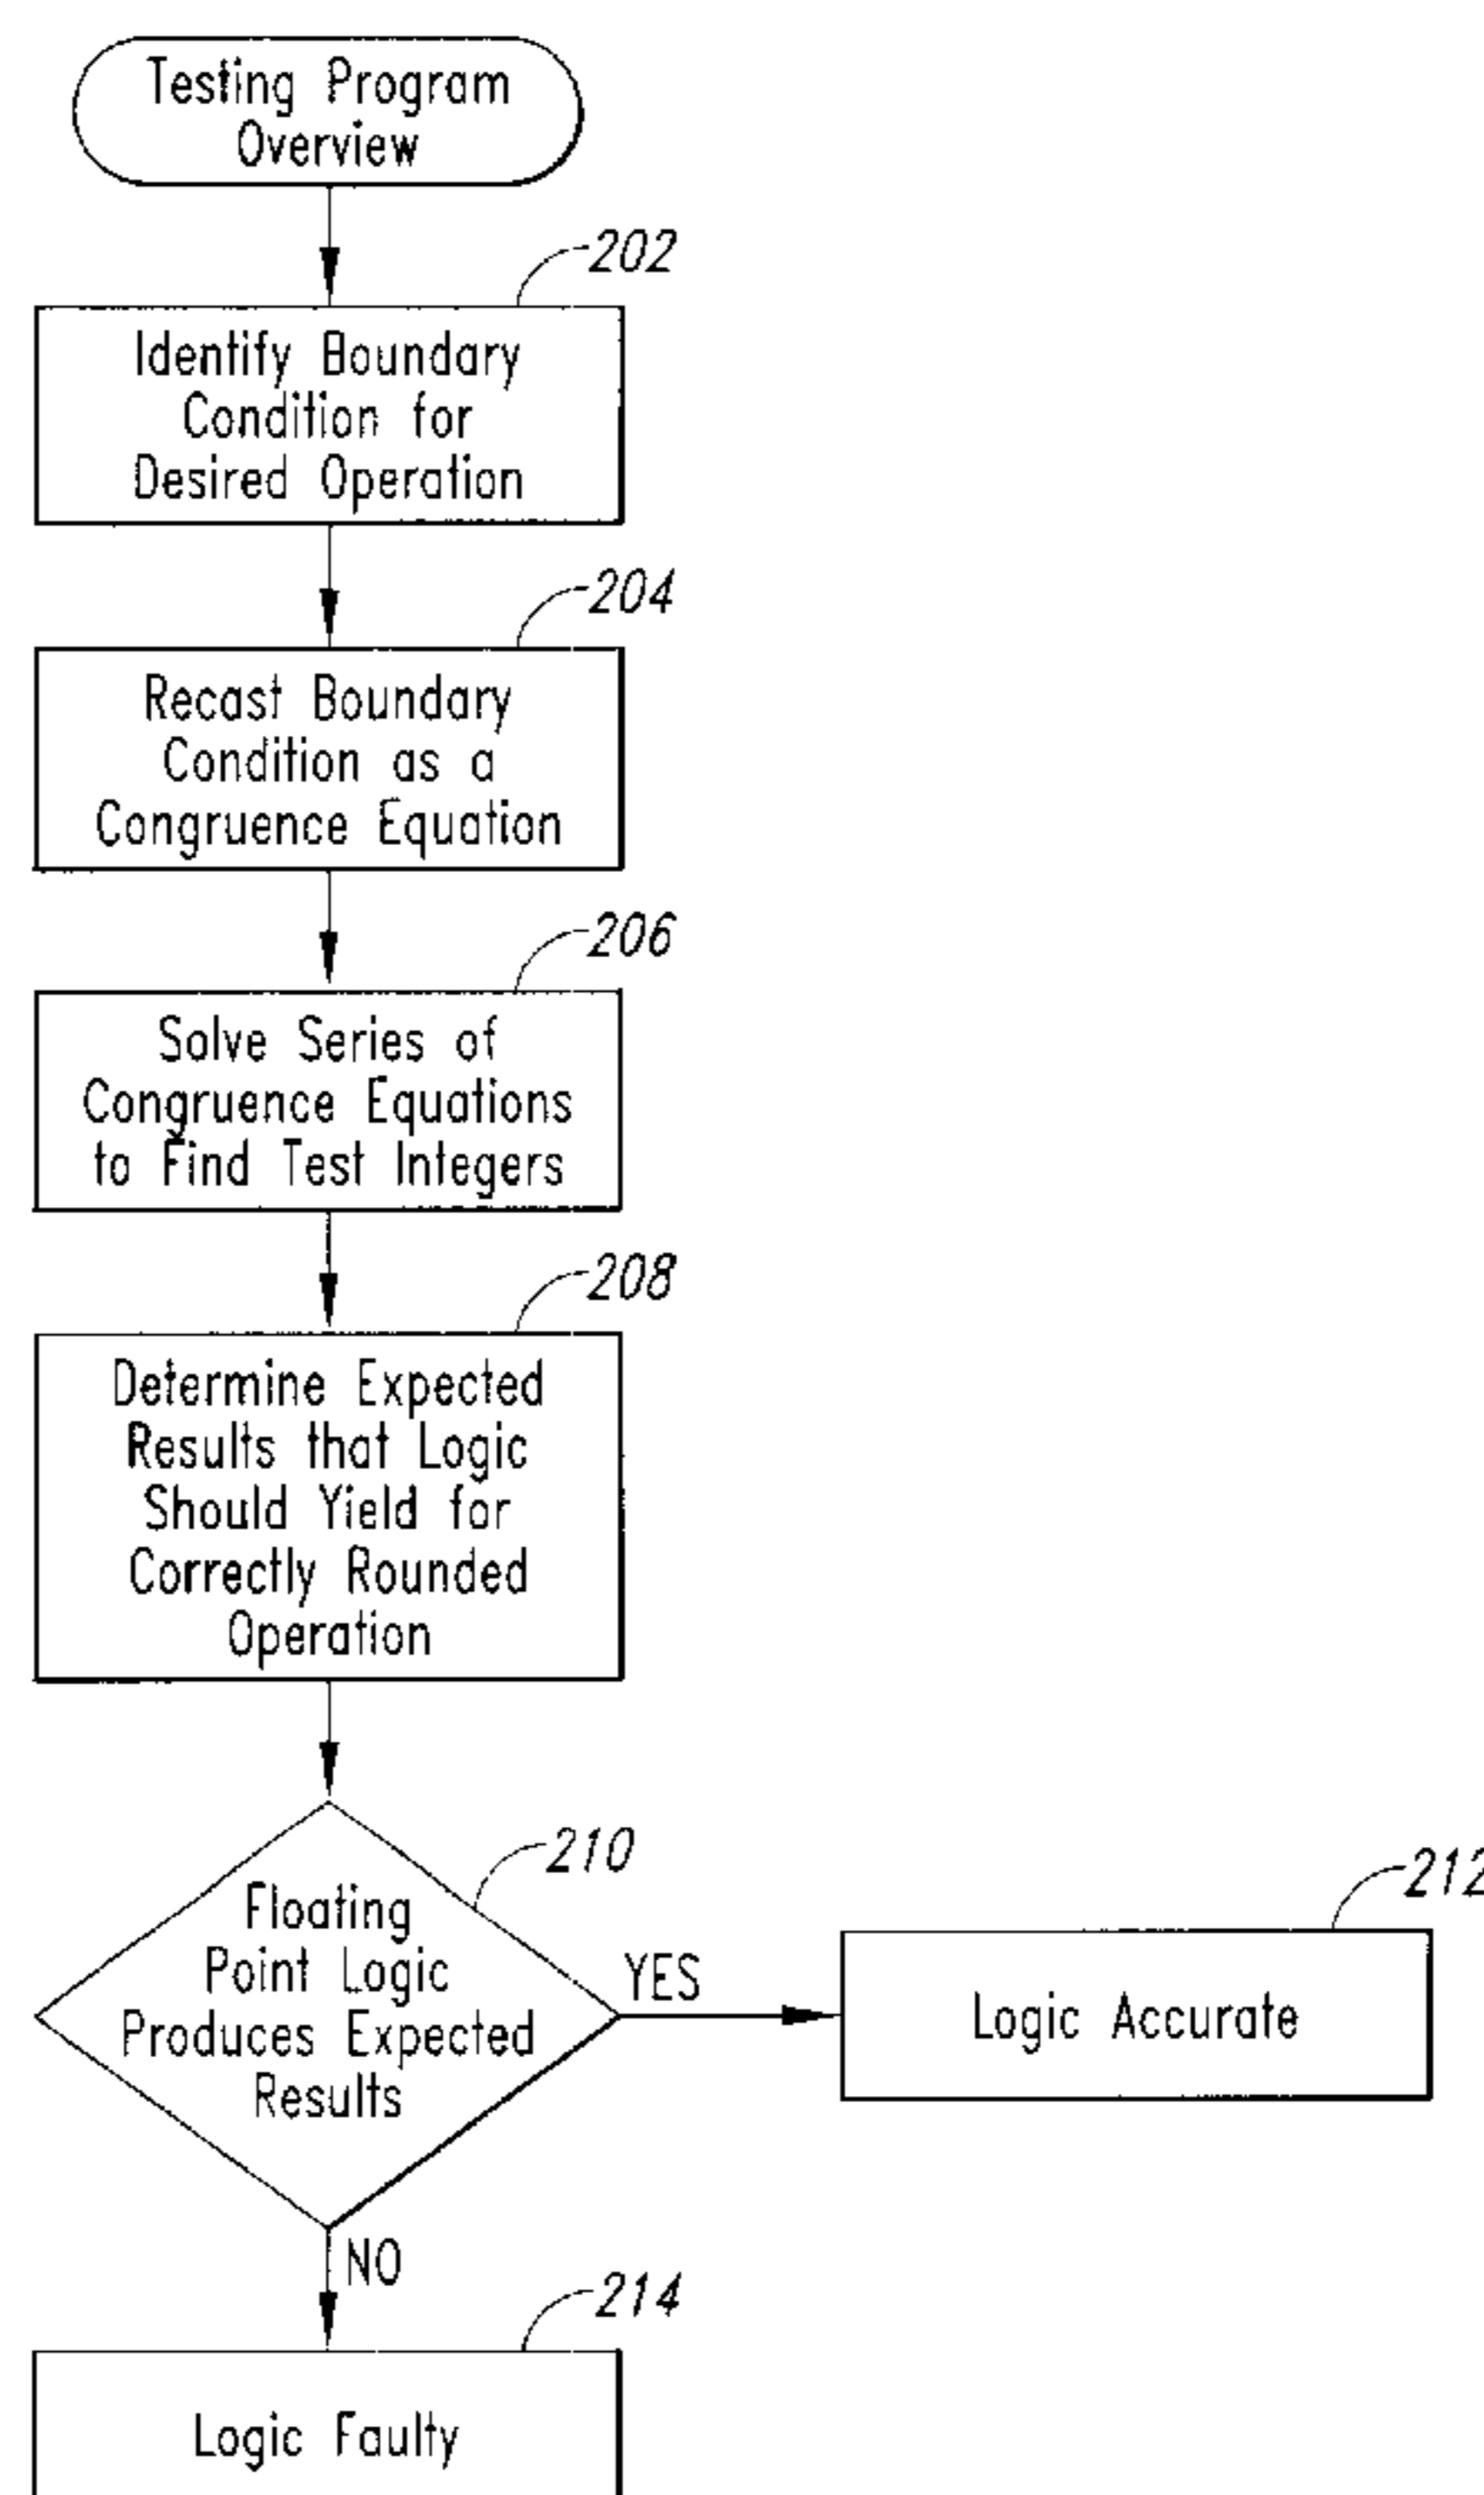 Testing Program
Overview
202
Identify Boundary
Condition for
Desired Operation
204
Recast Boundary
Condition as a
Congruence Equation
206
Solve Series of
Congruence Equations
to Find Test Integers
208
Determine Expected
Results that Logic
Should Yield for
Correctly Rounded
Operation
210
Floating
Point Logic
Produces Expected
Results
YES
212
Logic Accurate
NO
214
Logic Faulty